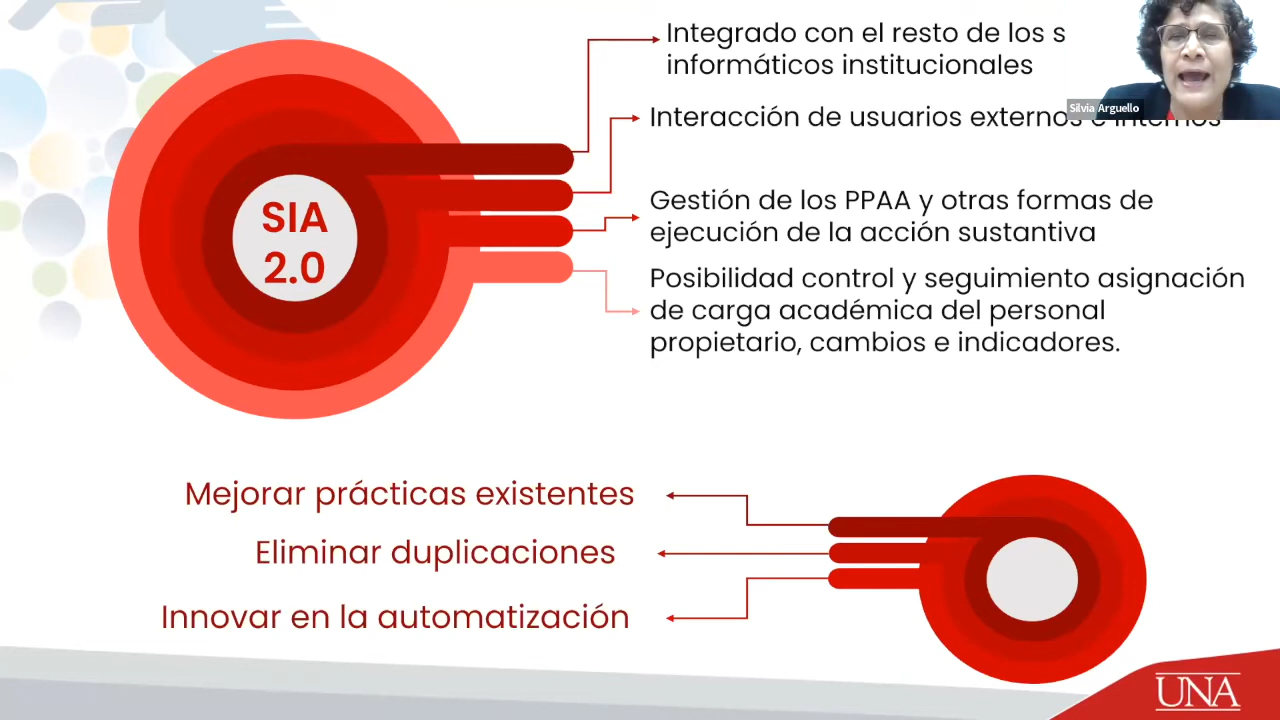 Integrado con el resto de los s
informáticos institucionales
Silvia Arguello
Interacción de usuarios externos e internos
SIA
2.0
Gestión de los PPAA y otras formas de
ejecución de la acción sustantiva
Posibilidad control y seguimiento asignación
de carga académica del personal
propietario, cambios e indicadores.
Mejorar prácticas existentes
Eliminar duplicaciones
Innovar en la automatización
UNA